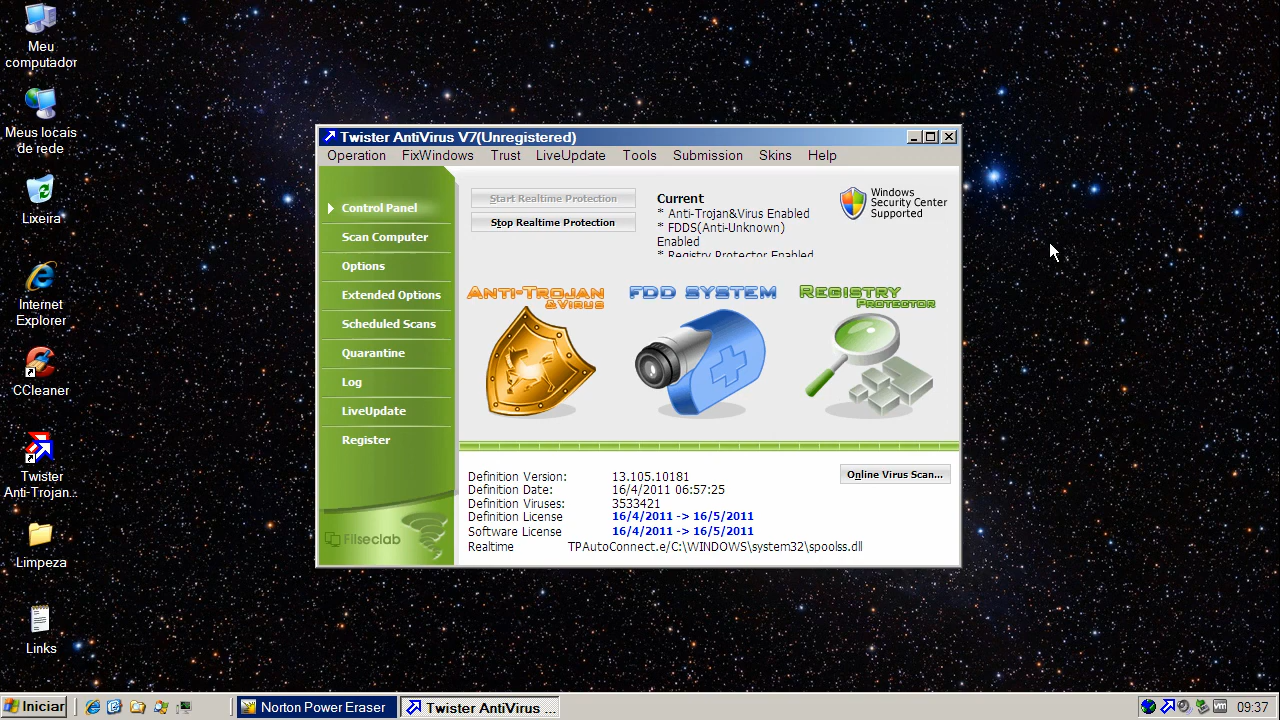 Meu
computador
Meus locais
de rede
Lixeira
Internet
Explorer
CCleaner
Twister
Anti-Trojan...
Limpeza
Links
Twister AntiVirus V7(Unregistered)
Operation FixWindows Trust LiveUpdate Tools Submission Skins Help
Control Panel
Scan Computer
Options
Extended Options
Scheduled Scans
Quarantine
Log
LiveUpdate
Register
Filseclab
Start Realtime Protection
Stop Realtime Protection
Current
* Anti-Trojan&Virus Enabled
* FDDS(Anti-Unknown)
Enabled
* Registry Protector Enabled
Windows
Security Center
Supported
Anti-Trojan
&Virus
FDD System
Registry
Protector
Definition Version: 13.105.10181
Definition Date: 16/4/2011 06:57:25
Definition Viruses: 3533421
Definition License 16/4/2011 -> 16/5/2011
Software License 16/4/2011 -> 16/5/2011
Realtime TPAutoConnect.e/C:\WINDOWS\system32\spoolss.dll
Online Virus Scan...
Iniciar
Norton Power Eraser
Twister AntiVirus ...
vm
09:37